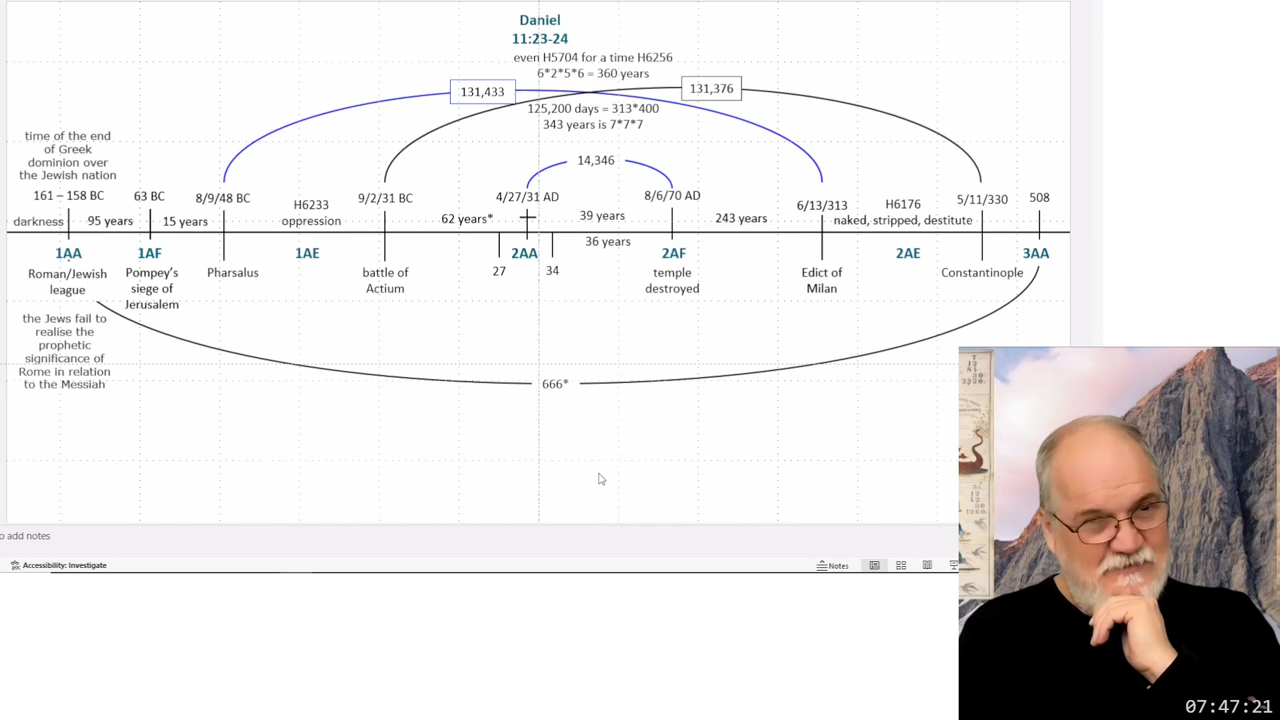 Daniel
11:23-24
even H5704 for a time H6256
6*2*5*6 = 360 years
131,433
131,376
125,200 days = 313*400
343 years is 7*7*7
14,346
time of the end
of Greek
dominion over
the Jewish nation
161 – 158 BC
63 BC
8/9/48 BC
H6233
oppression
9/2/31 BC
4/27/31 AD
8/6/70 AD
6/13/313
H6176
naked, stripped, destitute
5/11/330
508
darkness
95 years
15 years
62 years*
39 years
243 years
36 years
1AA
1AF
1AE
2AA
2AF
2AE
3AA
Roman/Jewish
league
Pompey's
siege of
Jerusalem
Pharsalus
battle of
Actium
27
34
temple
destroyed
Edict of
Milan
Constantinople
the Jews fail to
realise the
prophetic
significance of
Rome in relation
to the Messiah
666*
o add notes
Accessibility: Investigate
Notes
07:47:21